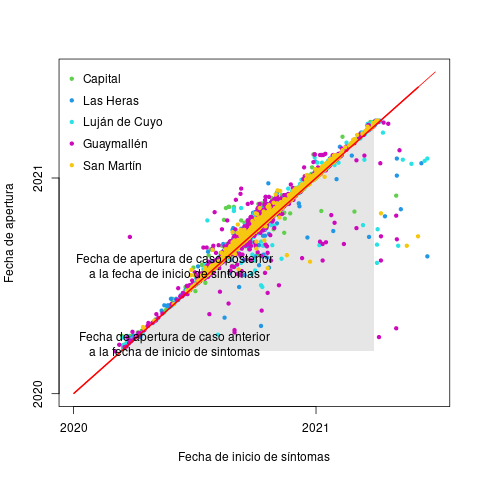 Capital
Las Heras
Luján de Cuyo
Guaymallén
San Martín
Fecha de apertura
2021
2020
Fecha de apertura de caso posterior
a la fecha de inicio de síntomas
Fecha de apertura de caso anterior
a la fecha de inicio de síntomas
2020
2021
Fecha de inicio de síntomas